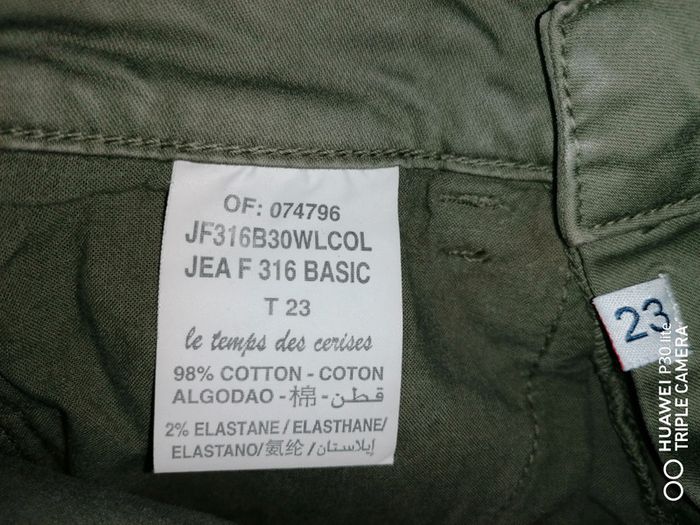 OF: 074796
JF316B30WLCOL
JEA F 316 BASIC
T 23
le temps des cerises
98% COTTON - COTON
ALGODAO - 棉 - قطن
2% ELASTANE / ELASTHANE/
ELASTANO/氨纶/إيلاستان/
23
HUAWEI P30 lite
TRIPLE CAMERA